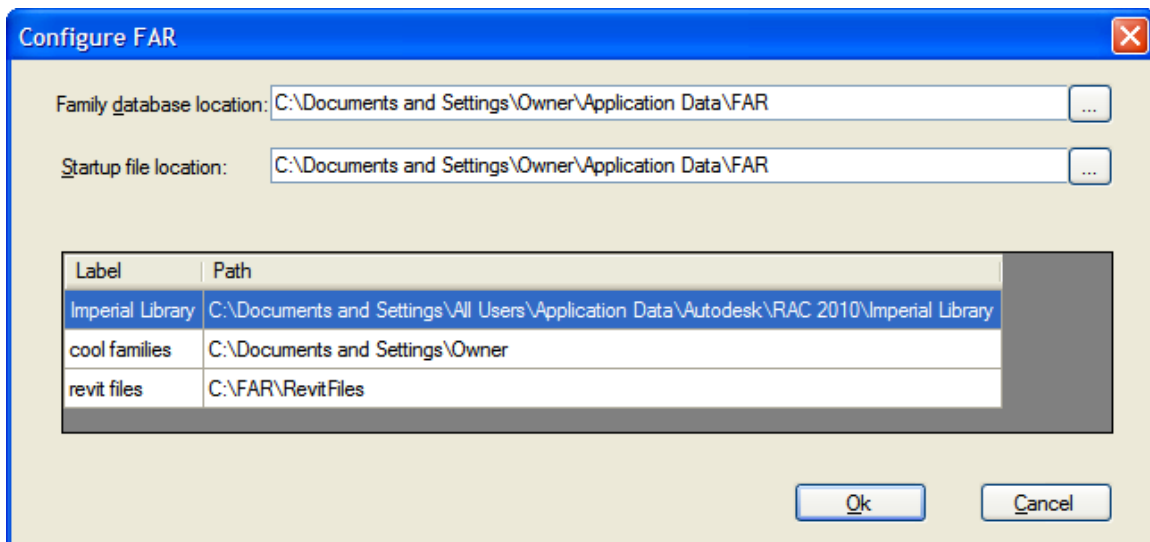 Configure FAR
Family database location: C:\Documents and Settings\Owner\Application Data\FAR ...
Startup file location: C:\Documents and Settings\Owner\Application Data\FAR ...
Label Path
Imperial Library C:\Documents and Settings\All Users\Application Data\Autodesk\RAC 2010\Imperial Library
cool families C:\Documents and Settings\Owner
revit files C:\FAR\RevitFiles
Ok Cancel